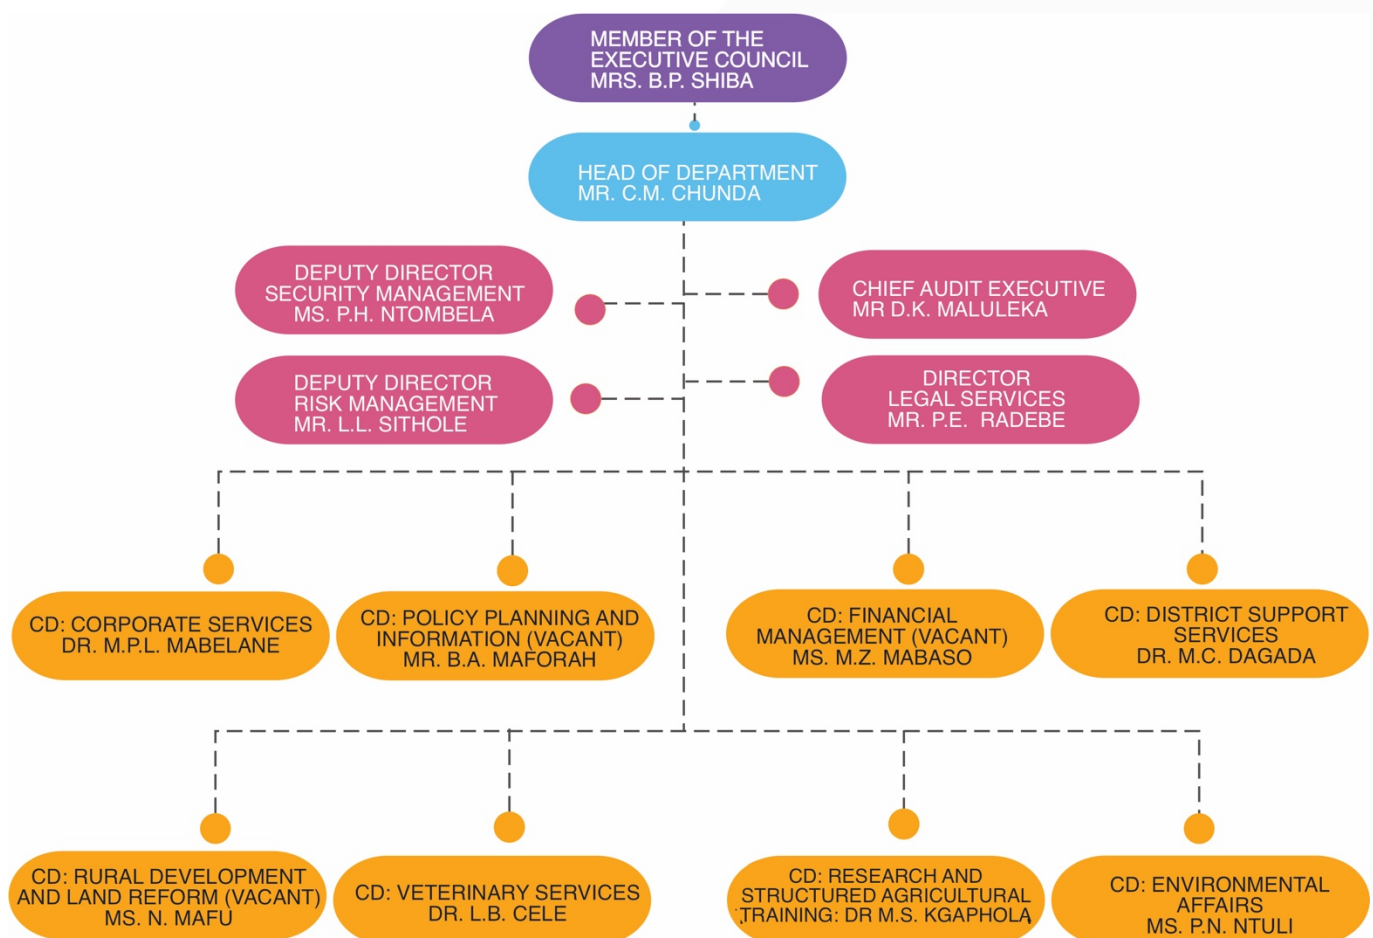 MEMBER OF THE
EXECUTIVE COUNCIL
MRS. B.P. SHIBA
HEAD OF DEPARTMENT
MR. C.M. CHUNDA
DEPUTY DIRECTOR
SECURITY MANAGEMENT
MS. P.H. NTOMBELA
CHIEF AUDIT EXECUTIVE
MR D.K. MALULEKA
DEPUTY DIRECTOR
RISK MANAGEMENT
MR. L.L. SITHOLE
DIRECTOR
LEGAL SERVICES
MR. P.E. RADEBE
CD: CORPORATE SERVICES
DR. M.P.L. MABELANE
CD: POLICY PLANNING AND
INFORMATION (VACANT)
MR. B.A. MAFORAH
CD: FINANCIAL
MANAGEMENT (VACANT)
MS. M.Z. MABASO
CD: DISTRICT SUPPORT
SERVICES
DR. M.C. DAGADA
CD: RURAL DEVELOPMENT
AND LAND REFORM (VACANT)
MS. N. MAFU
CD: VETERINARY SERVICES
DR. L.B. CELE
CD: RESEARCH AND
STRUCTURED AGRICULTURAL
TRAINING: DR M.S. KGAPHOLA
CD: ENVIRONMENTAL
AFFAIRS
MS. P.N. NTULI